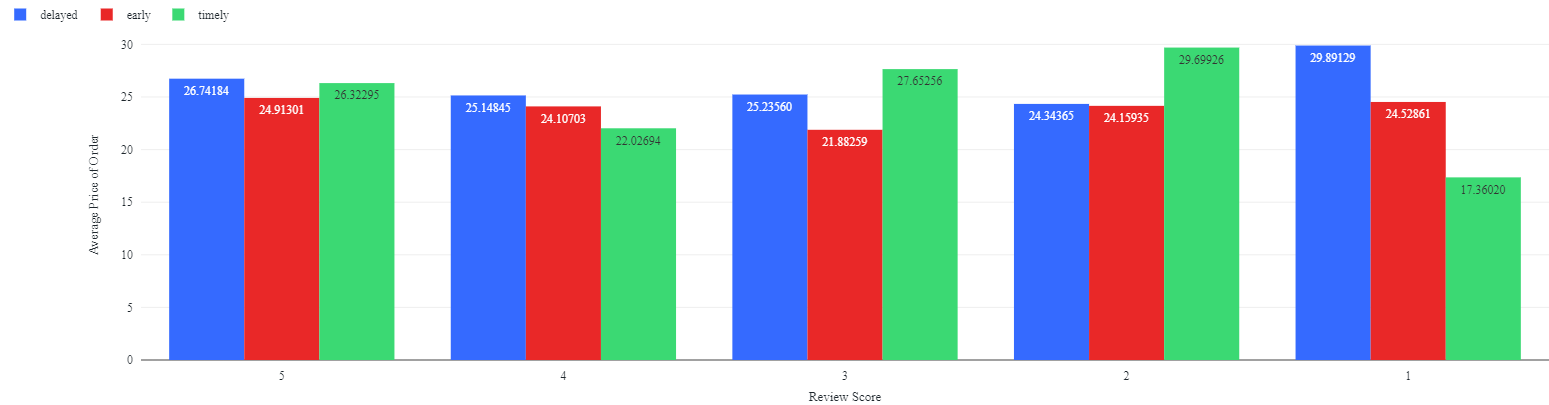 delayed early timely
30
25
20
15
10
5
0
Average Price of Order
26.74184 24.91301 26.32295
25.14845 24.10703 22.02694
25.23560 21.88259 27.65256
24.34365 24.15935 29.69926
29.89129 24.52861 17.36020
5 4 3 2 1
Review Score